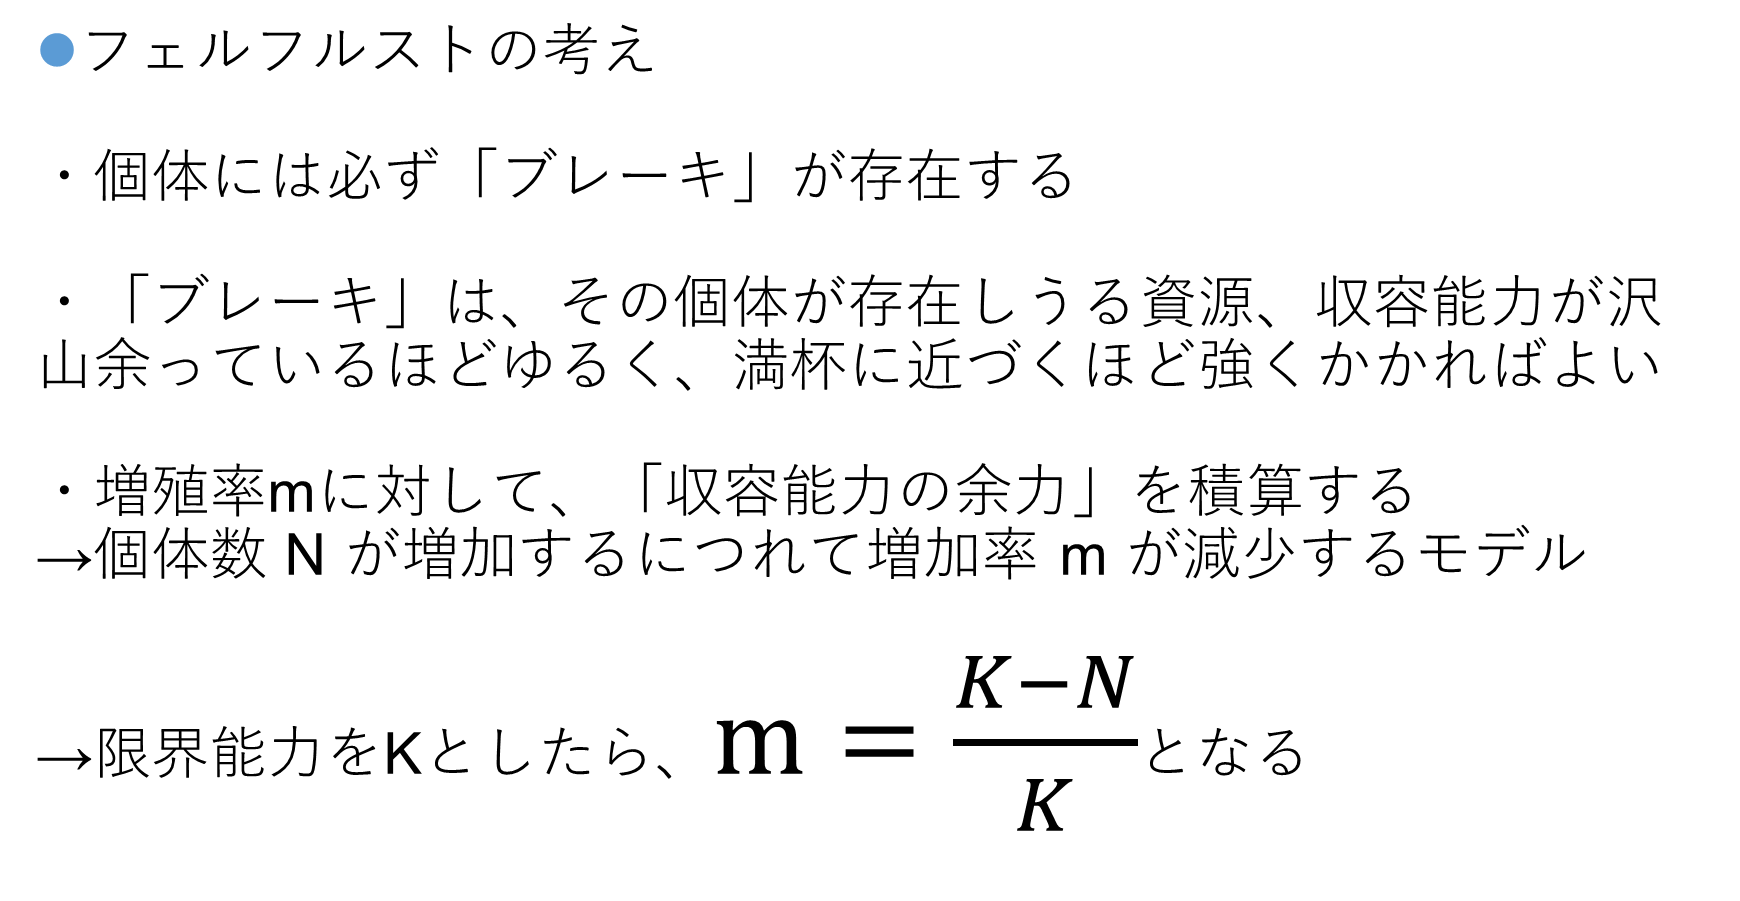 ●フェルフルストの考え
・個体には必ず「ブレーキ」が存在する
・「ブレーキ」は、その個体が存在しうる資源、収容能力が沢
山余っているほどゆるく、満杯に近づくほど強くかかればよい
・増殖率mに対して、「収容能力の余力」を積算する
→個体数 N が増加するにつれて増加率 m が減少するモデル
→限界能力をKとしたら、m = \frac{K-N}{K}となる